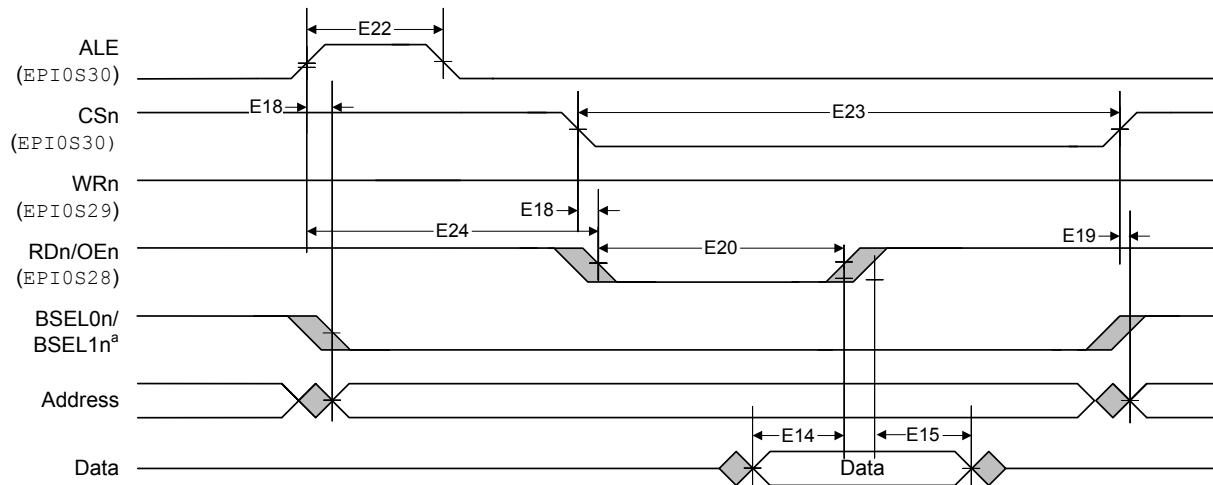 E22
ALE
(EPI0S30)
E18
CSn
E23
(EPI0S30)
WRn
(EPI0S29)
E18
E24
E19
RDn/OEn
E20
(EPI0S28)
BSEL0n/
BSEL1nª
Address
E14
E15
Data
Data